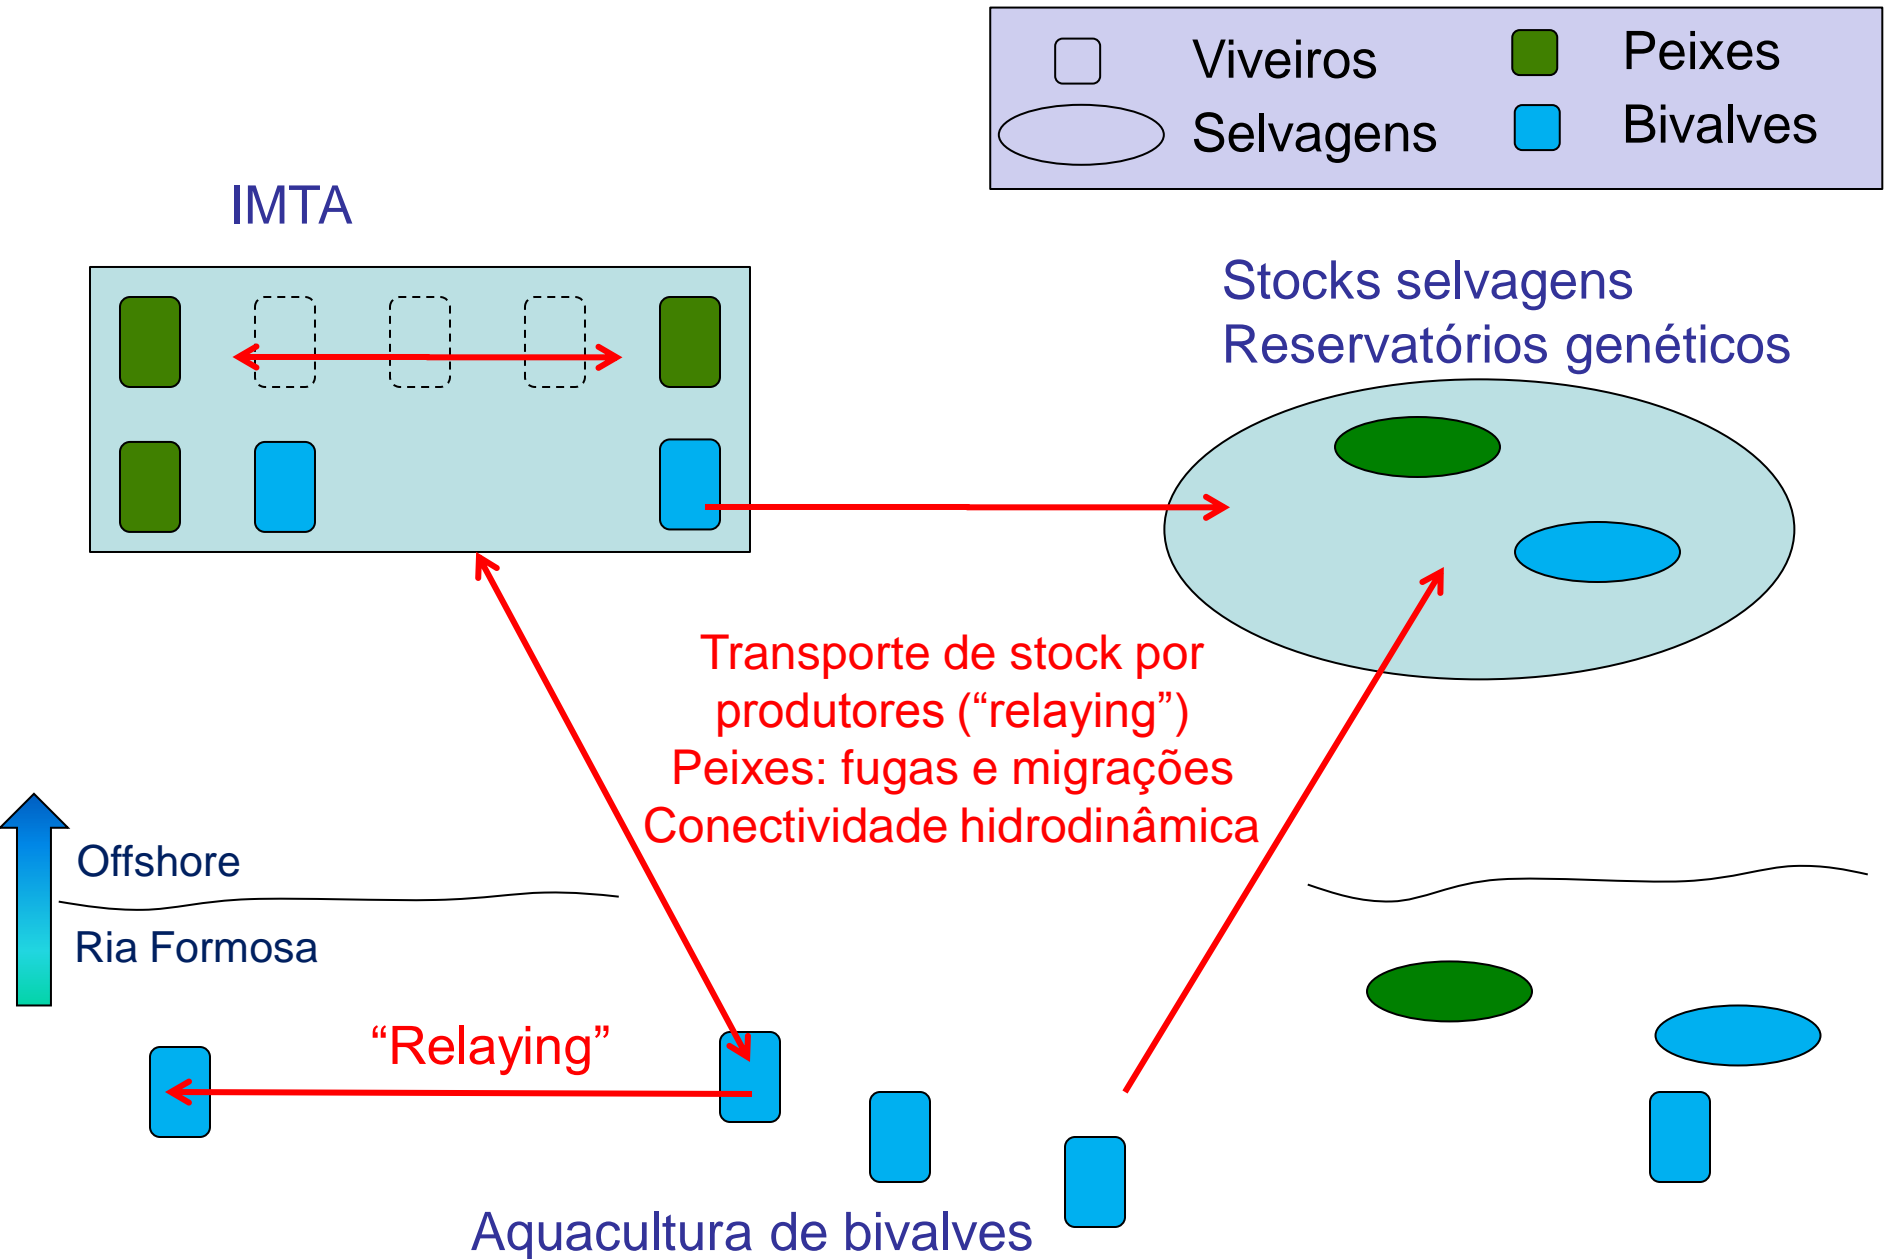 Viveiros
Peixes
Selvagens
Bivalves
IMTA
Stocks selvagens
Reservatórios genéticos
Transporte de stock por
produtores (“relaying”)
Peixes: fugas e migrações
Conectividade hidrodinâmica
Offshore
Ria Formosa
“Relaying”
Aquacultura de bivalves